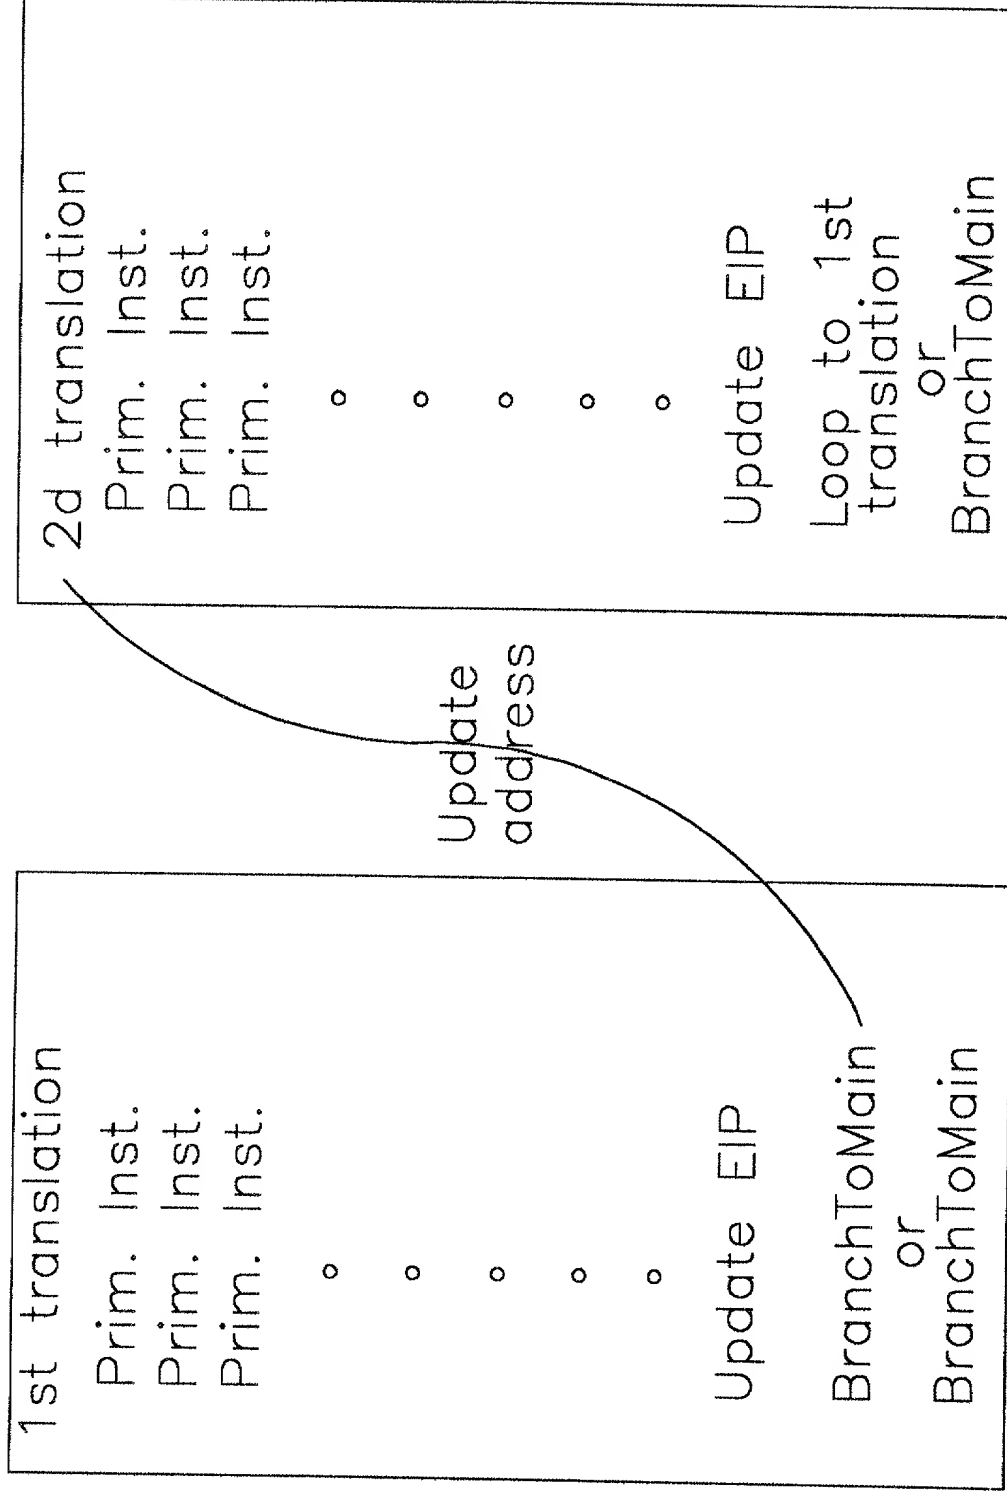 1st translation
Prim. Inst.
Prim. Inst.
Prim. Inst.
Update EIP
BranchToMain
or
BranchToMain
Update
address
2d translation
Prim. Inst.
Prim. Inst.
Prim. Inst.
Update EIP
Loop to 1st
translation
or
BranchToMain